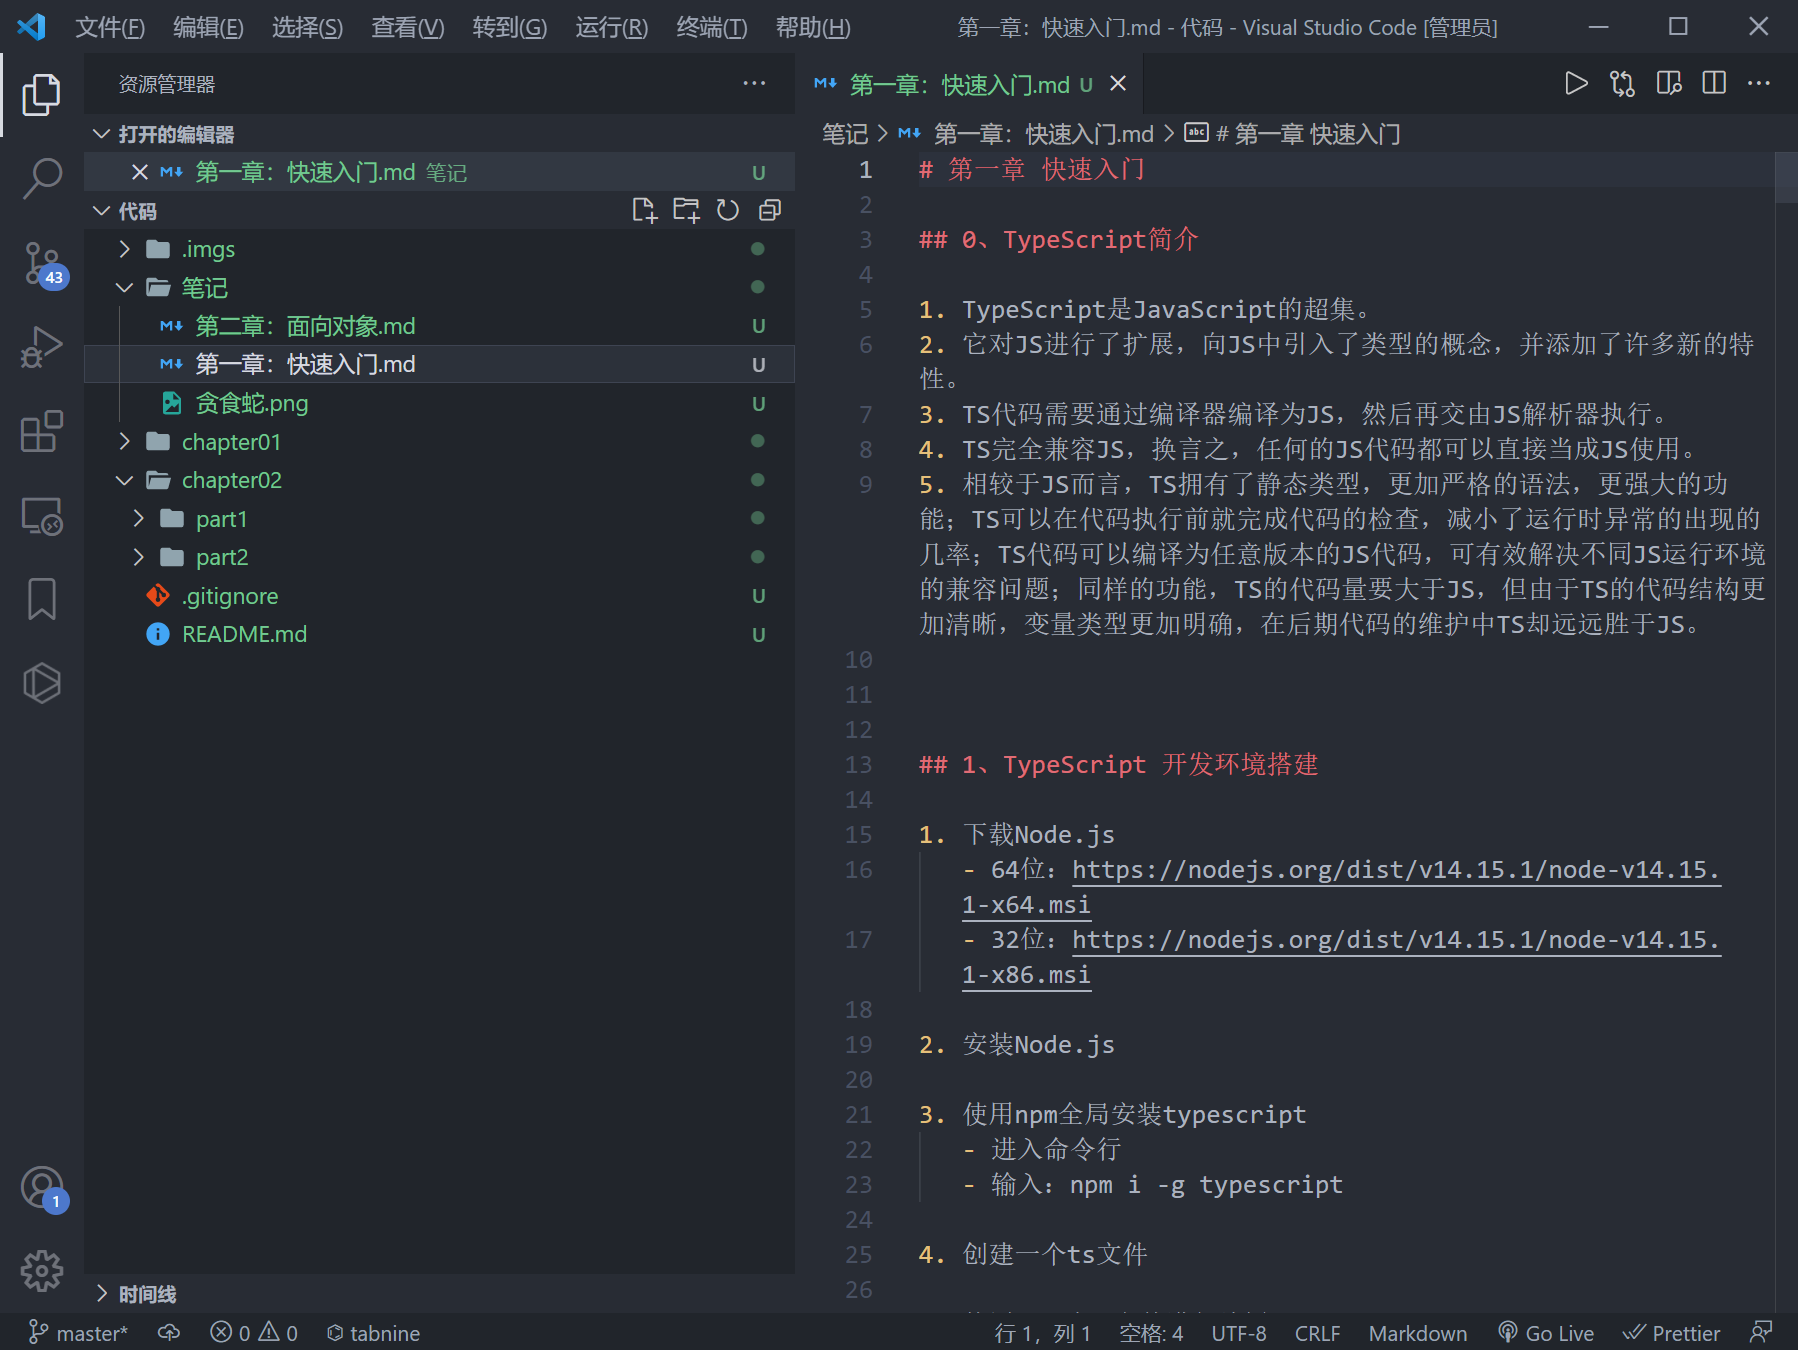 文件(F) 编辑(E) 选择(S) 查看(V) 转到(G) 运行(R) 终端(T) 帮助(H) 第一章：快速入门.md - 代码 - Visual Studio Code [管理员]
资源管理器
打开的编辑器
第一章：快速入门.md 笔记 U
代码
.imgs
笔记
第二章：面向对象.md U
第一章：快速入门.md U
贪食蛇.png U
chapter01
chapter02
part1
part2
.gitignore U
README.md U
时间线
43
1
第一章：快速入门.md U
笔记 > 第一章：快速入门.md > abc # 第一章 快速入门
1 # 第一章 快速入门
2
3 ## 0、TypeScript简介
4
5 1. TypeScript是JavaScript的超集。
6 2. 它对JS进行了扩展，向JS中引入了类型的概念，并添加了许多新的特
性。
7 3. TS代码需要通过编译器编译为JS，然后再交由JS解析器执行。
8 4. TS完全兼容JS，换言之，任何的JS代码都可以直接当成JS使用。
9 5. 相较于JS而言，TS拥有了静态类型，更加严格的语法，更强大的功
能；TS可以在代码执行前就完成代码的检查，减小了运行时异常的出现的
几率；TS代码可以编译为任意版本的JS代码，可有效解决不同JS运行环境
的兼容问题；同样的功能，TS的代码量要大于JS，但由于TS的代码结构更
加清晰，变量类型更加明确，在后期代码的维护中TS却远远胜于JS。
10
11
12
13 ## 1、TypeScript 开发环境搭建
14
15 1. 下载Node.js
16 - 64位：https://nodejs.org/dist/v14.15.1/node-v14.15.
1-x64.msi
17 - 32位：https://nodejs.org/dist/v14.15.1/node-v14.15.
1-x86.msi
18
19 2. 安装Node.js
20
21 3. 使用npm全局安装typescript
22 - 进入命令行
23 - 输入：npm i -g typescript
24
25 4. 创建一个ts文件
26
master* 0 0 tabnine 行 1，列 1 空格: 4 UTF-8 CRLF Markdown Go Live Prettier